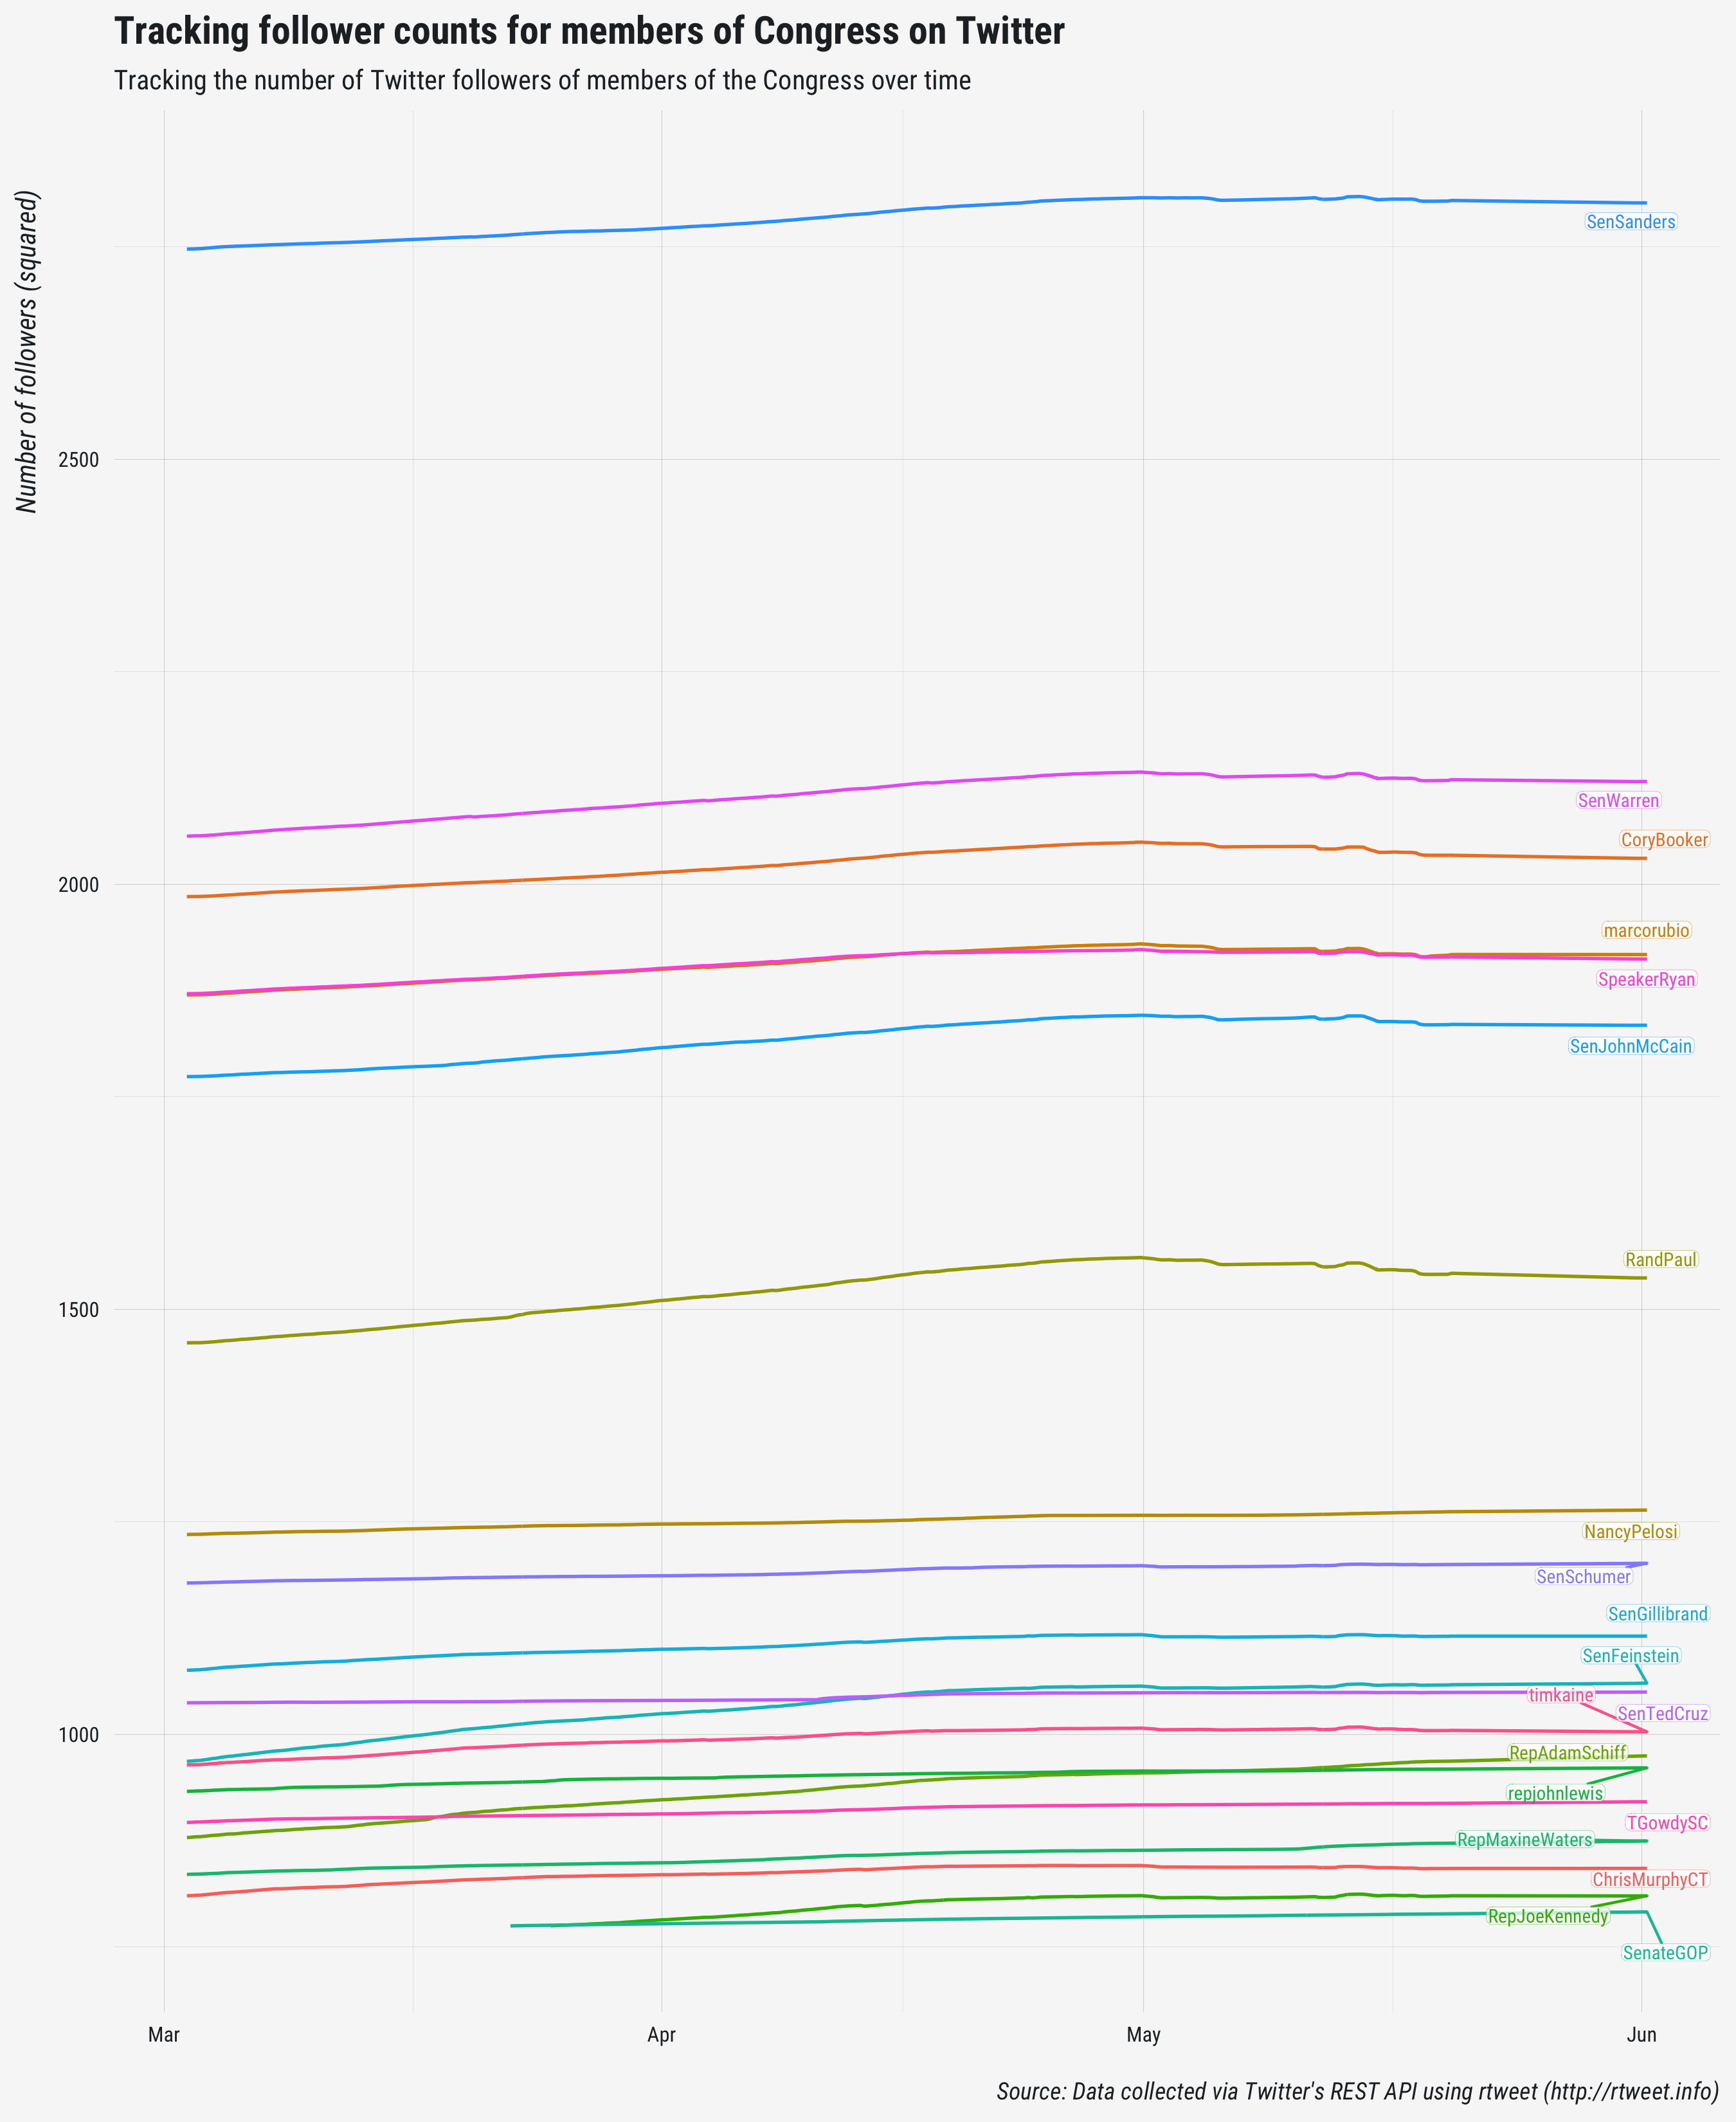 Tracking follower counts for members of Congress on Twitter
Tracking the number of Twitter followers of members of the Congress over time
Number of followers (squared)
SenSanders
2500
SenWarren
CoryBooker
2000
marcorubio
SpeakerRyan
SenJohnMcCain
RandPaul
1500
NancyPelosi
SenSchumer
SenGillibrand
SenFeinstein
timkaine
SenTedCruz
1000
RepAdamSchiff
repjohnlewis
TGowdySC
RepMaxineWaters
ChrisMurphyCT
RepJoeKennedy
SenateGOP
Mar Apr May Jun
Source: Data collected via Twitter's REST API using rtweet (http://rtweet.info)